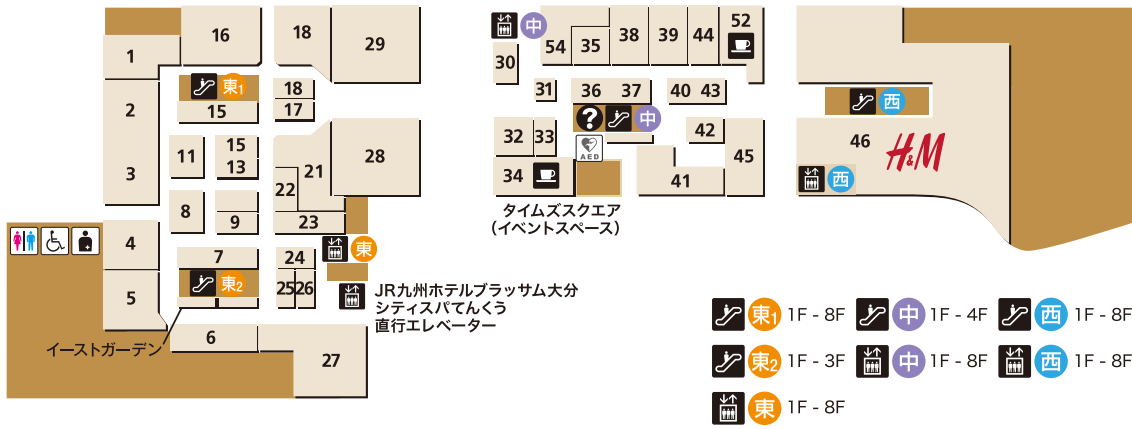 16
18
29
1
東1
18
17
2
15
11
15
13
28
3
21
22
8
9
23
4
7
24
東
東2
25
26
5
6
27
イーストガーデン
JR九州ホテルブラッサム大分
シティスパてんくう
直行エレベーター
中
30
54
35
38
39
44
52
31
36
37
40
43
?
中
32
33
AED
42
45
34
41
タイムズスクエア
（イベントスペース）
西
46
H&M
西
東1 1F - 8F 中 1F - 4F 西 1F - 8F
東2 1F - 3F 中 1F - 8F 西 1F - 8F
東 1F - 8F